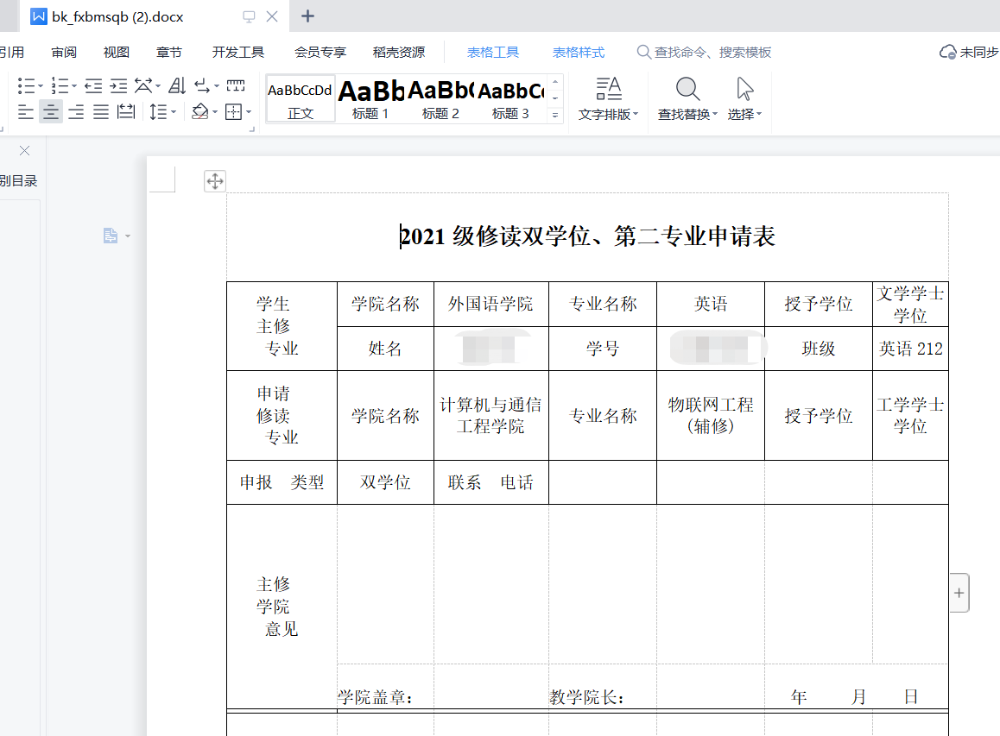 bk_fxbmsqb (2).docx
引用 审阅 视图 章节 开发工具 会员专享 稻壳资源 表格工具 表格样式 查找命令、搜索模板 未同步
AaBbCcDd
正文
标题 1
标题 2
标题 3
文字排版
查找替换
选择
别目录
2021 级修读双学位、第二专业申请表
学生
主修
专业
学院名称 外国语学院 专业名称 英语 授予学位 文学学士
学位
姓名 学号 班级 英语 212
申请
修读
专业
学院名称 计算机与通信
工程学院
专业名称 物联网工程
(辅修)
授予学位 工学学士
学位
申报 类型 双学位 联系 电话
主修
学院
意见
学院盖章: 教学院长: 年 月 日